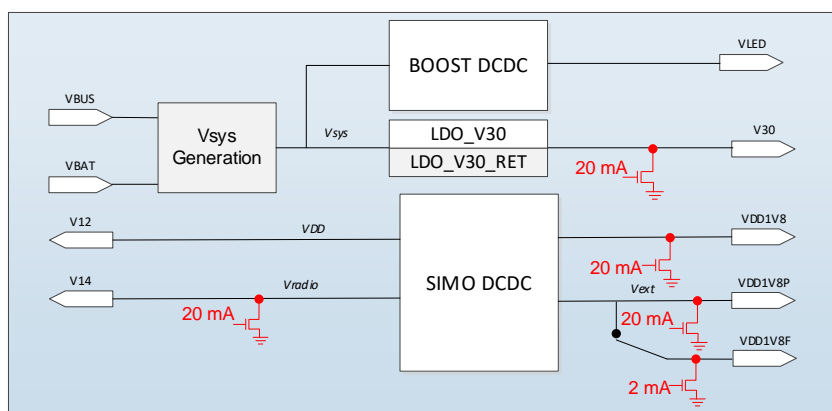 BOOST DCDC
VLED
VBUS
Vsys
Generation
Vsys
LDO_V30
LDO_V30_RET
V30
20 mA
VBAT
V12
VDD
SIMO DCDC
VDD1V8
20 mA
V14
Vradio
20 mA
Vext
VDD1V8P
20 mA
VDD1V8F
2 mA